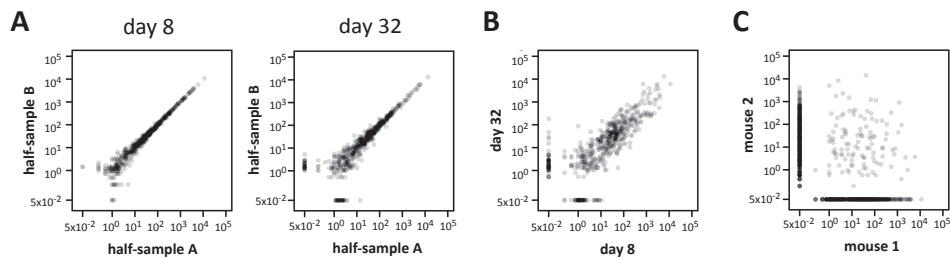 A
day 8
day 32
half-sample B
10⁵
10⁴
10³
10²
10¹
10⁰
5x10⁻²
5x10⁻²
10⁰
10¹
10²
10³
10⁴
10⁵
half-sample A
half-sample B
10⁵
10⁴
10³
10²
10¹
10⁰
5x10⁻²
5x10⁻²
10⁰
10¹
10²
10³
10⁴
10⁵
half-sample A
B
day 32
10⁵
10⁴
10³
10²
10¹
10⁰
5x10⁻²
5x10⁻²
10⁰
10¹
10²
10³
10⁴
10⁵
day 8
C
mouse 2
10⁵
10⁴
10³
10²
10¹
10⁰
5x10⁻²
5x10⁻²
10⁰
10¹
10²
10³
10⁴
10⁵
mouse 1